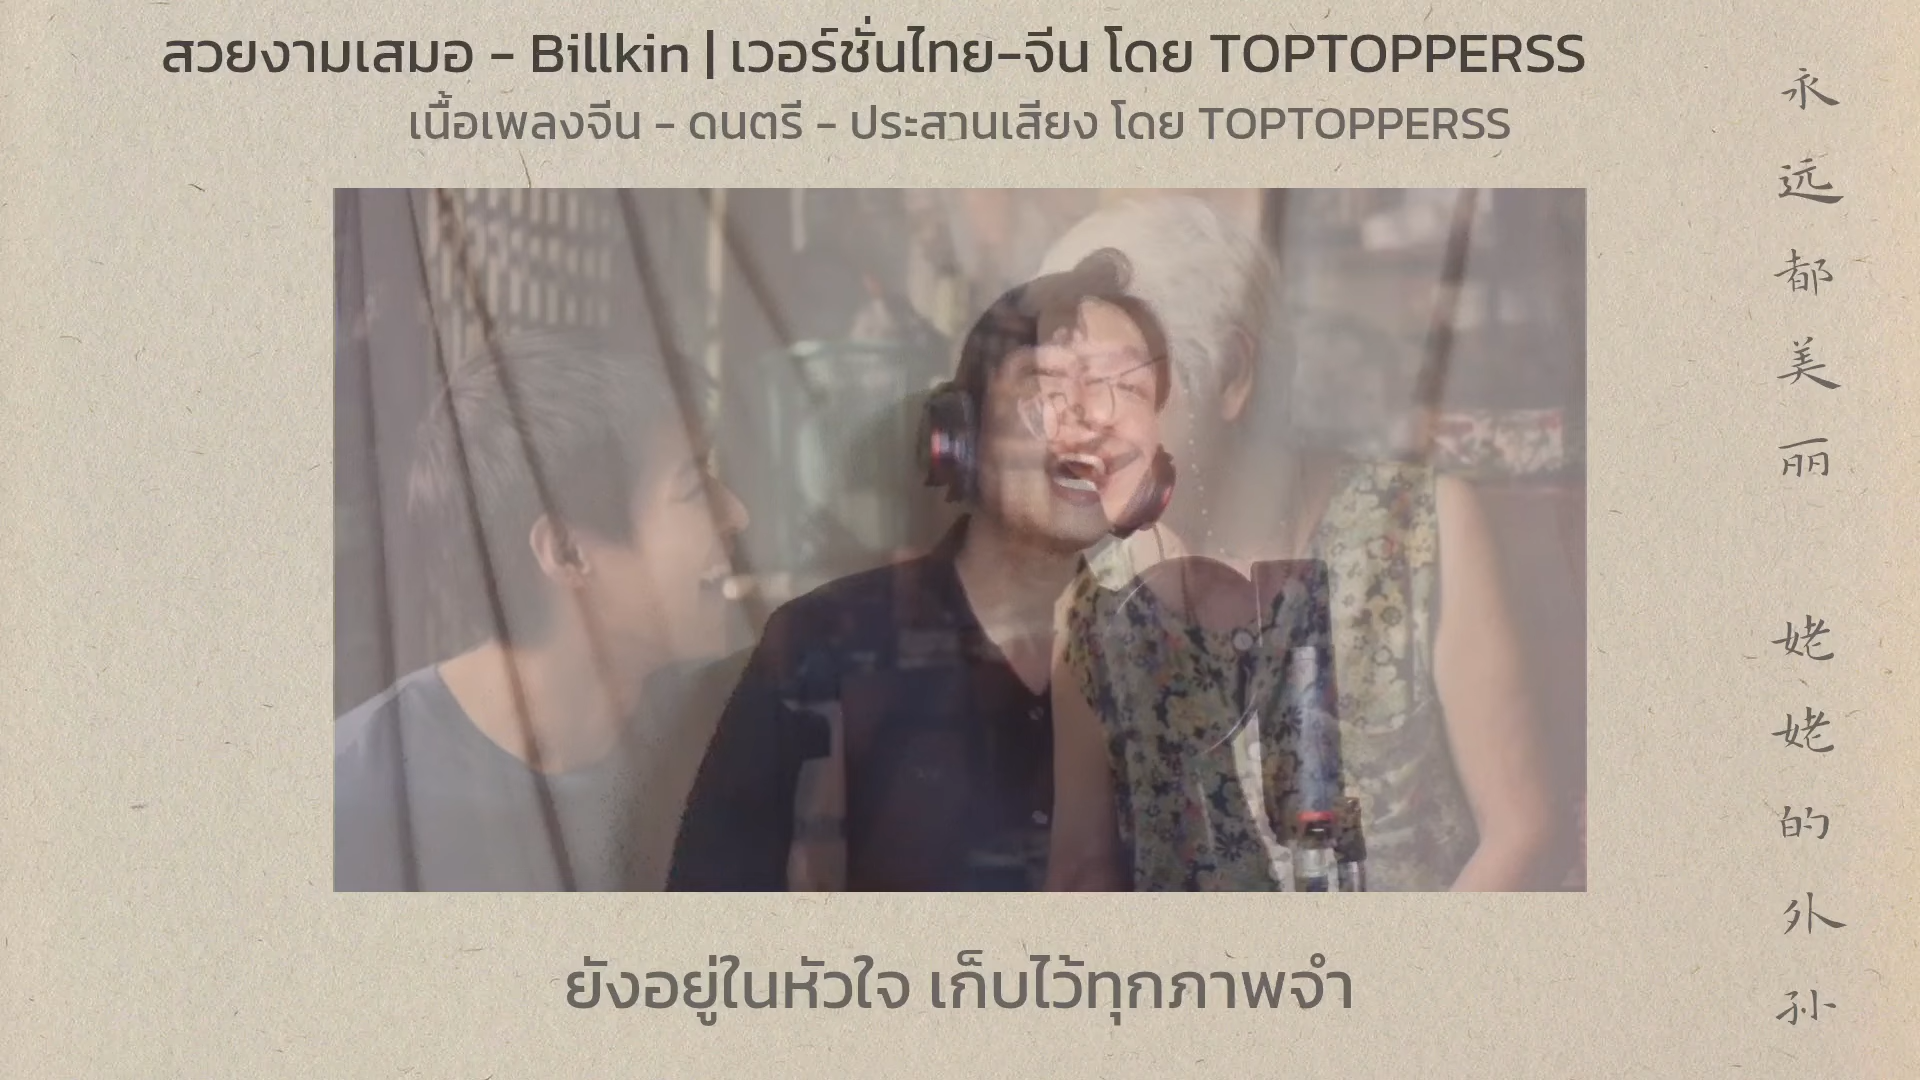 สวยงามเสมอ - Billkin | เวอร์ชั่นไทย-จีน โดย TOPTOPPERSS
เนื้อเพลงจีน - ดนตรี - ประสานเสียง โดย TOPTOPPERSS
永远都美丽 姥姥的外孙
ยังอยู่ในหัวใจ เก็บไว้ทุกภาพจำ